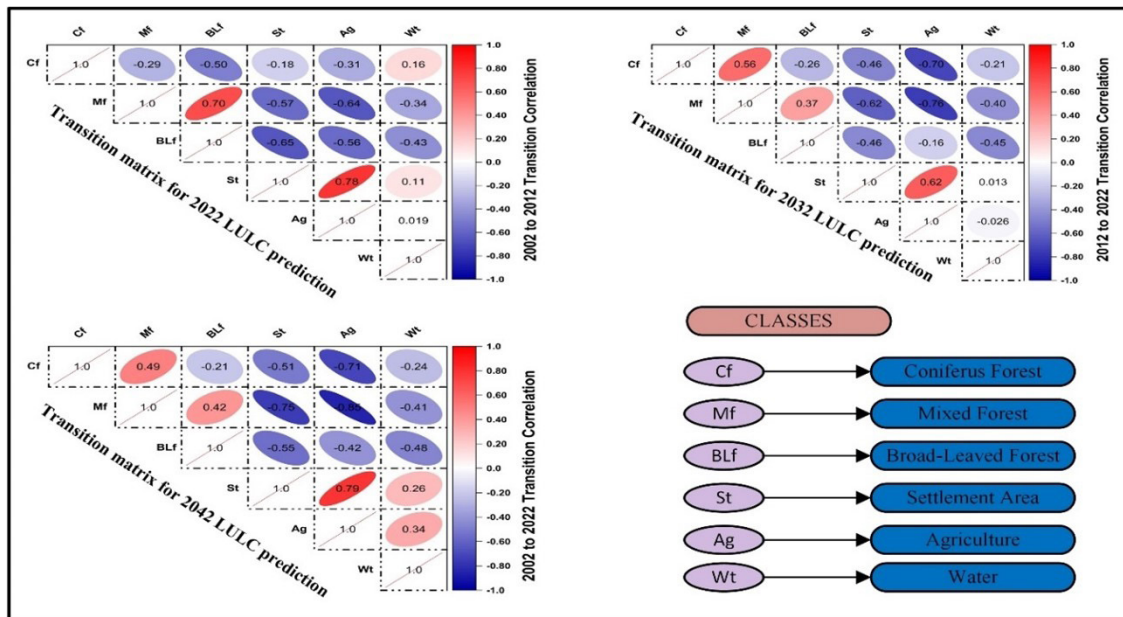 Cf Mf BLf St Ag Wt
Cf 1.0 -0.29 -0.50 -0.18 -0.31 0.16
Mf 1.0 0.70 -0.57 -0.64 -0.34
BLf 1.0 -0.65 -0.56 -0.43
St 1.0 0.78 0.11
Ag 1.0 0.019
Wt 1.0
Transition matrix for 2022 LULC prediction
1.0
0.80
0.60
0.40
0.20
0.0
-0.20
-0.40
-0.60
-0.80
-1.0
2002 to 2012 Transition Correlation
Cf Mf BLf St Ag Wt
Cf 1.0 0.56 -0.26 -0.46 -0.70 -0.21
Mf 1.0 0.37 -0.62 -0.76 -0.40
BLf 1.0 -0.46 -0.16 -0.45
St 1.0 0.62 0.013
Ag 1.0 -0.026
Wt 1.0
Transition matrix for 2032 LULC prediction
1.0
0.80
0.60
0.40
0.20
0.0
-0.20
-0.40
-0.60
-0.80
-1.0
2012 to 2022 Transition Correlation
Cf Mf BLf St Ag Wt
Cf 1.0 0.49 -0.21 -0.51 -0.71 -0.24
Mf 1.0 0.42 -0.75 -0.85 -0.41
BLf 1.0 -0.55 -0.42 -0.48
St 1.0 0.79 0.26
Ag 1.0 0.34
Wt 1.0
Transition matrix for 2042 LULC prediction
1.0
0.80
0.60
0.40
0.20
0.0
-0.20
-0.40
-0.60
-0.80
-1.0
2002 to 2022 Transition Correlation
CLASSES
Cf Coniferus Forest
Mf Mixed Forest
BLf Broad-Leaved Forest
St Settlement Area
Ag Agriculture
Wt Water